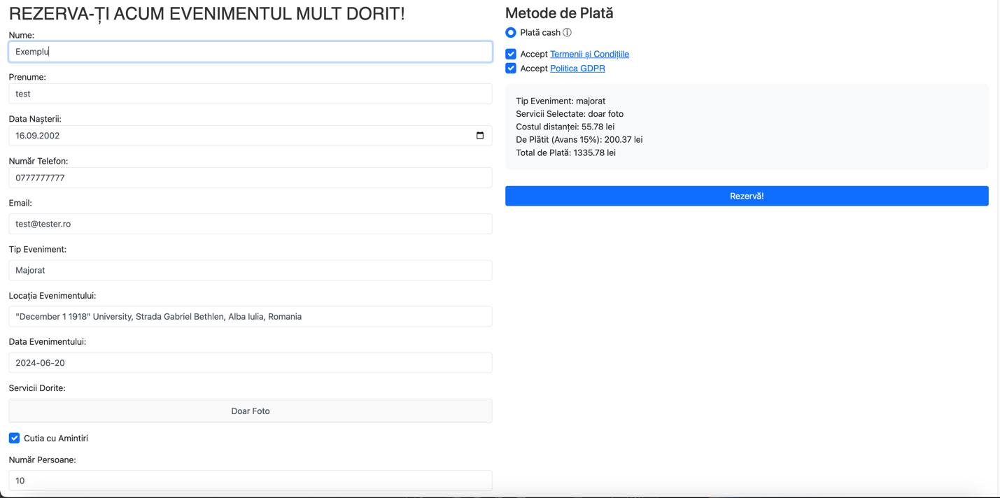 REZERVA-ȚI ACUM EVENIMENTUL MULT DORIT!
Nume:
Exemplu
Prenume:
test
Data Nașterii:
16.09.2002
Număr Telefon:
0777777777
Email:
test@tester.ro
Tip Eveniment:
Majorat
Locația Evenimentului:
"December 1 1918" University, Strada Gabriel Bethlen, Alba Iulia, Romania
Data Evenimentului:
2024-06-20
Servicii Dorite:
Doar Foto
Cutia cu Amintiri
Număr Persoane:
10
Metode de Plată
Plată cash ⓘ
Accept Termenii și Condițiile
Accept Politica GDPR
Tip Eveniment: majorat
Servicii Selectate: doar foto
Costul distanței: 55.78 lei
De Plătit (Avans 15%): 200.37 lei
Total de Plată: 1335.78 lei
Rezervă!